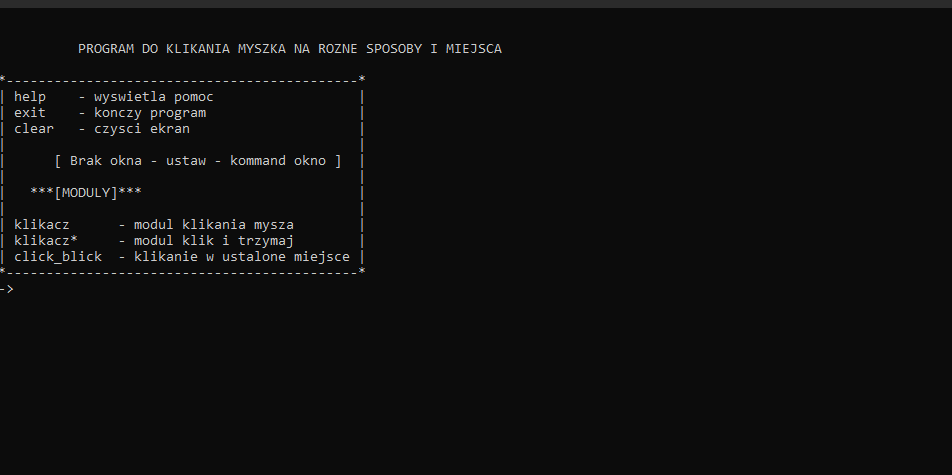 PROGRAM DO KLIKANIA MYSZKA NA ROZNE SPOSOBY I MIEJSCA
*--------------------------------------------*
| help    - wyswietla pomoc                  |
| exit    - konczy program                   |
| clear   - czysci ekran                     |
|                                            |
|      [ Brak okna - ustaw - kommand okno ]  |
|                                            |
|   ***[MODULY]***                           |
|                                            |
| klikacz      - modul klikania mysza        |
| klikacz*     - modul klik i trzymaj        |
| click_blick  - klikanie w ustalone miejsce |
*--------------------------------------------*
->